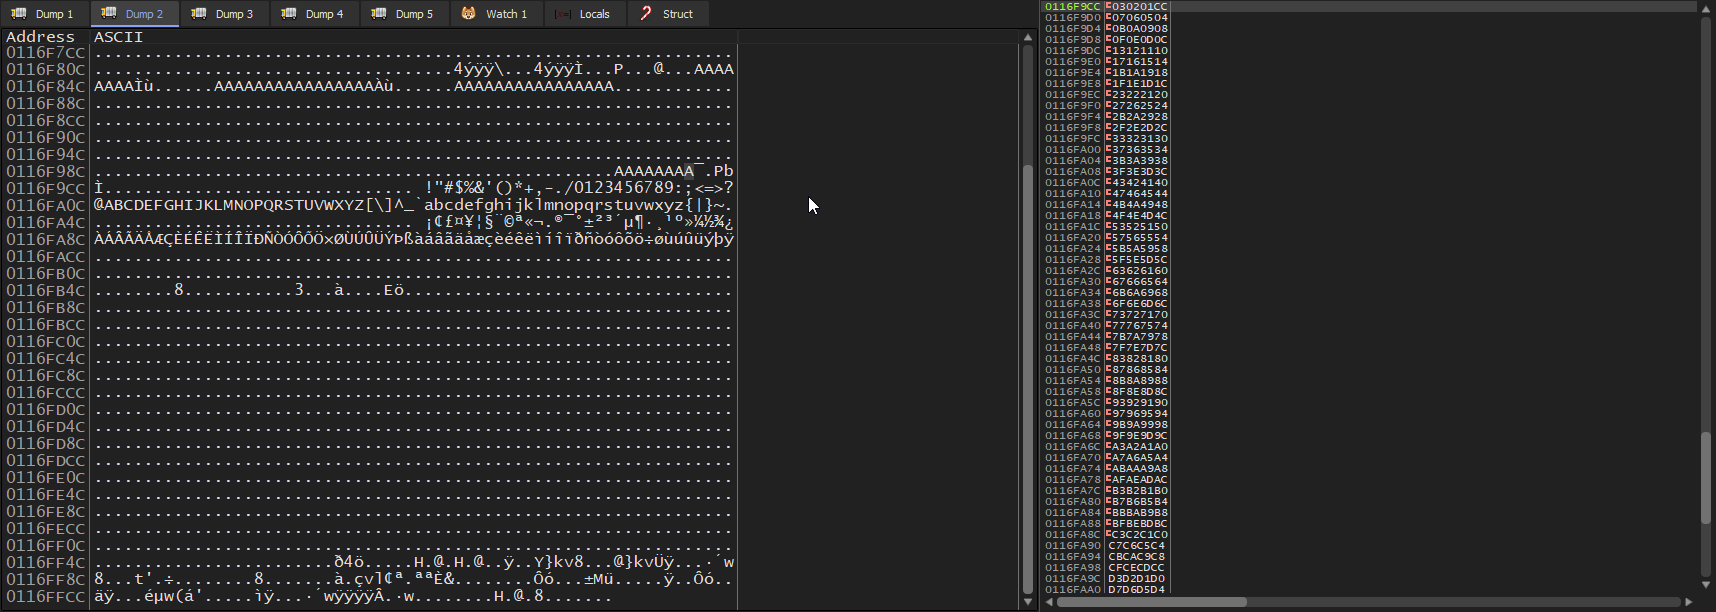 Dump 1 Dump 2 Dump 3 Dump 4 Dump 5 Watch 1 Locals Struct
Address ASCII
0116F7CC ................................................................
0116F80C ....................................4ýÿÿ\...4ýÿÿÌ...P...@...AAAA
0116F84C AAAAÌù......AAAAAAAAAAAAAAAAÀù......AAAAAAAAAAAAAAAA............
0116F88C ................................................................
0116F8CC ................................................................
0116F90C ................................................................
0116F94C ................................................................
0116F98C ....................................................AAAAAAAA¯.Pb
0116F9CC Ì............................... !"#$%&'()*+,-./0123456789:;<=>?
0116FA0C @ABCDEFGHIJKLMNOPQRSTUVWXYZ[\]^_`abcdefghijklmnopqrstuvwxyz{|}~.
0116FA4C ................................ ¡¢£¤¥¦§¨©ª«¬.®¯°±²³´µ¶·¸¹º»¼½¾¿
0116FA8C ÀÁÂÃÄÅÆÇÈÉÊËÌÍÎÏÐÑÒÓÔÕÖ×ØÙÚÛÜÝÞßàáâãäåæçèéêëìíîïðñòóôõö÷øùúûüýþÿ
0116FACC ................................................................
0116FB0C ................................................................
0116FB4C ........8...........3...à....Eö.................................
0116FB8C ................................................................
0116FBCC ................................................................
0116FC0C ................................................................
0116FC4C ................................................................
0116FC8C ................................................................
0116FCCC ................................................................
0116FD0C ................................................................
0116FD4C ................................................................
0116FD8C ................................................................
0116FDCC ................................................................
0116FE0C ................................................................
0116FE4C ................................................................
0116FE8C ................................................................
0116FECC ................................................................
0116FF0C ................................................................
0116FF4C ........................ð4ö.....H.@.H.@..ÿ..Y}kv8...@}kvÜÿ...·´w
0116FF8C 8...t'.÷........8.......à.çvl¢ª.ªªÈ&........Ôó...±Mü.....ÿ..Ôó..
0116FFCC äÿ...éµw(á'.....ìÿ...·´wÿÿÿÿÂ.·w........H.@.8.......
0116F9CC 030201CC
0116F9D0 07060504
0116F9D4 0B0A0908
0116F9D8 0F0E0D0C
0116F9DC 13121110
0116F9E0 17161514
0116F9E4 1B1A1918
0116F9E8 1F1E1D1C
0116F9EC 23222120
0116F9F0 27262524
0116F9F4 2B2A2928
0116F9F8 2F2E2D2C
0116F9FC 33323130
0116FA00 37363534
0116FA04 3B3A3938
0116FA08 3F3E3D3C
0116FA0C 43424140
0116FA10 47464544
0116FA14 4B4A4948
0116FA18 4F4E4D4C
0116FA1C 53525150
0116FA20 57565554
0116FA24 5B5A5958
0116FA28 5F5E5D5C
0116FA2C 63626160
0116FA30 67666564
0116FA34 6B6A6968
0116FA38 6F6E6D6C
0116FA3C 73727170
0116FA40 77767574
0116FA44 7B7A7978
0116FA48 7F7E7D7C
0116FA4C 83828180
0116FA50 87868584
0116FA54 8B8A8988
0116FA58 8F8E8D8C
0116FA5C 93929190
0116FA60 97969594
0116FA64 9B9A9998
0116FA68 9F9E9D9C
0116FA6C A3A2A1A0
0116FA70 A7A6A5A4
0116FA74 ABAAA9A8
0116FA78 AFAEADAC
0116FA7C B3B2B1B0
0116FA80 B7B6B5B4
0116FA84 BBBAB9B8
0116FA88 BFBEBDBC
0116FA8C C3C2C1C0
0116FA90 C7C6C5C4
0116FA94 CBCAC9C8
0116FA98 CFCECDCC
0116FA9C D3D2D1D0
0116FAA0 D7D6D5D4